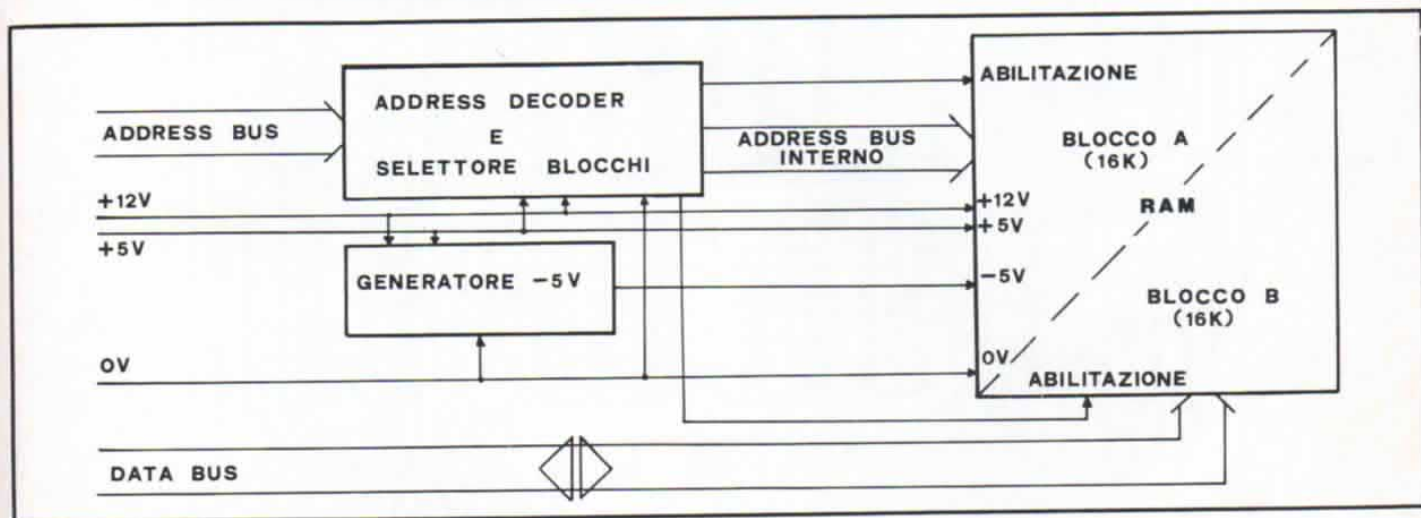 ADDRESS BUS
+12V
+5V
0V
DATA BUS
ADDRESS DECODER
E
SELETTORE BLOCCHI
GENERATORE -5V
ADDRESS BUS
INTERNO
ABILITAZIONE
BLOCCO A
(16K)
RAM
+12V
+5V
-5V
BLOCCO B
(16K)
0V
ABILITAZIONE